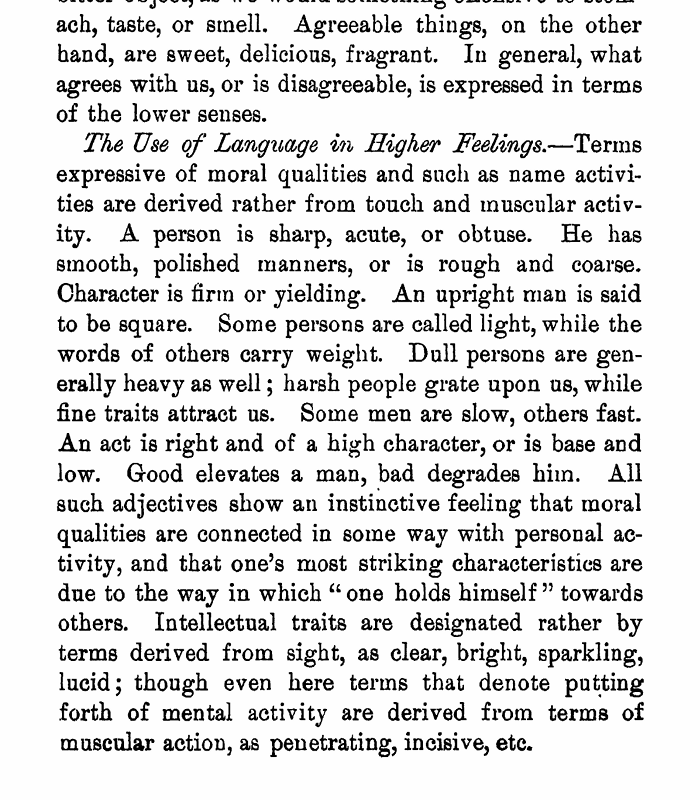 ach, taste, or smell. Agreeable things, on the other
hand, are sweet, delicious, fragrant. In general, what
agrees with us, or is disagreeable, is expressed in terms
of the lower senses.
The Use of Language in Higher Feelings.—Terms
expressive of moral qualities and such as name activi-
ties are derived rather from touch and muscular activ-
ity. A person is sharp, acute, or obtuse. He has
smooth, polished manners, or is rough and coarse.
Character is firm or yielding. An upright man is said
to be square. Some persons are called light, while the
words of others carry weight. Dull persons are gen-
erally heavy as well; harsh people grate upon us, while
fine traits attract us. Some men are slow, others fast.
An act is right and of a high character, or is base and
low. Good elevates a man, bad degrades him. All
such adjectives show an instinctive feeling that moral
qualities are connected in some way with personal ac-
tivity, and that one's most striking characteristics are
due to the way in which "one holds himself" towards
others. Intellectual traits are designated rather by
terms derived from sight, as clear, bright, sparkling,
lucid; though even here terms that denote putting
forth of mental activity are derived from terms of
muscular action, as penetrating, incisive, etc.